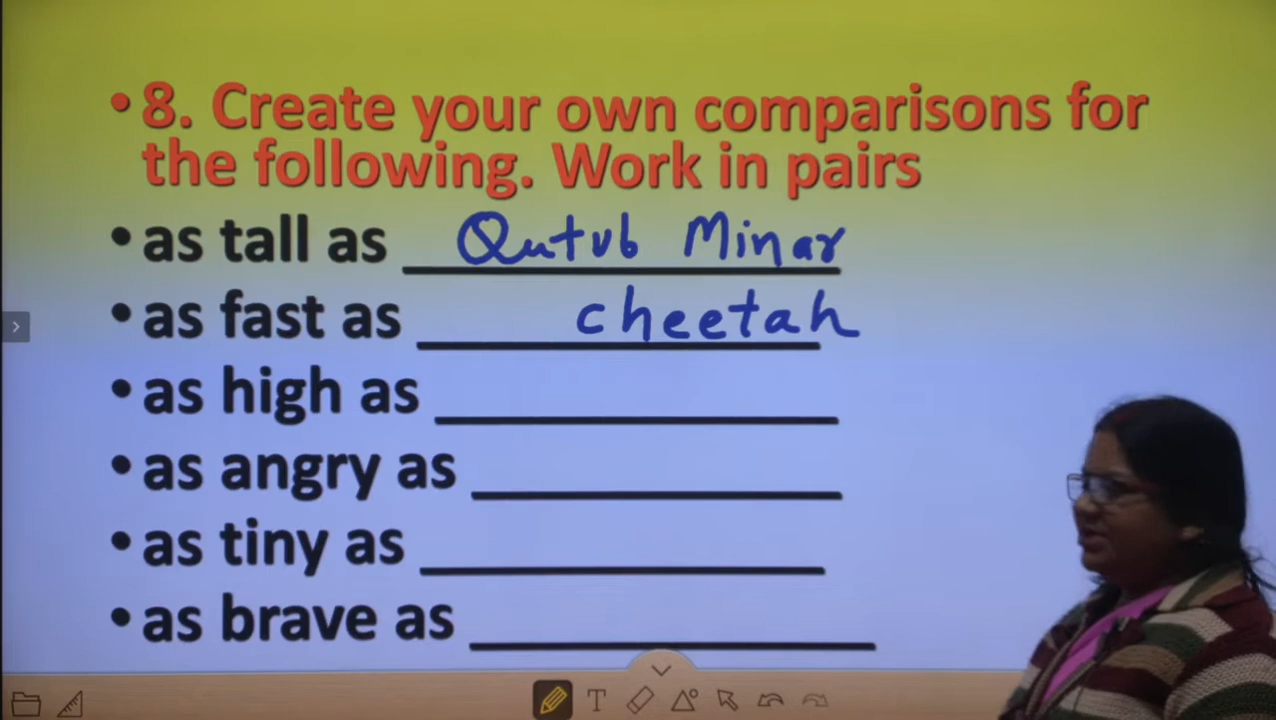 • 8. Create your own comparisons for
the following. Work in pairs
• as tall as Qutub Minar
• as fast as cheetah
• as high as
• as angry as
• as tiny as
• as brave as
T